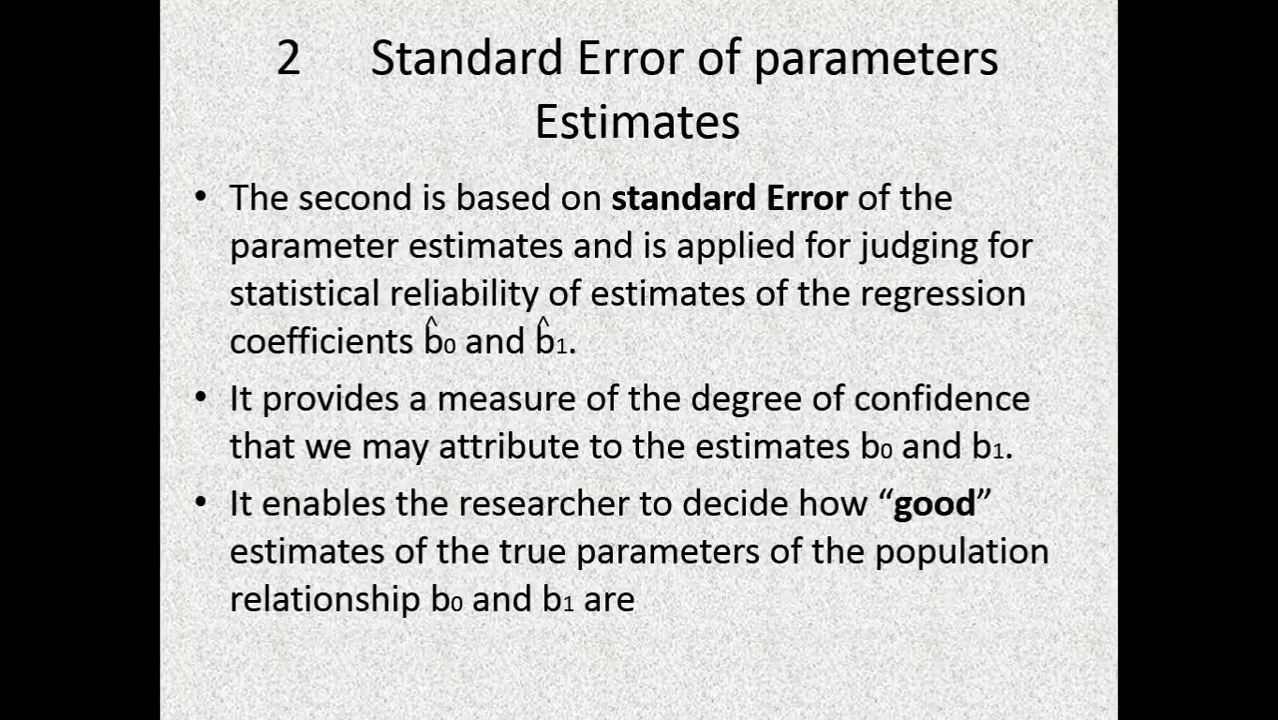 2 Standard Error of parameters
Estimates
• The second is based on standard Error of the
parameter estimates and is applied for judging for
statistical reliability of estimates of the regression
coefficients b̂₀ and b̂₁.
• It provides a measure of the degree of confidence
that we may attribute to the estimates b₀ and b₁.
• It enables the researcher to decide how “good”
estimates of the true parameters of the population
relationship b₀ and b₁ are